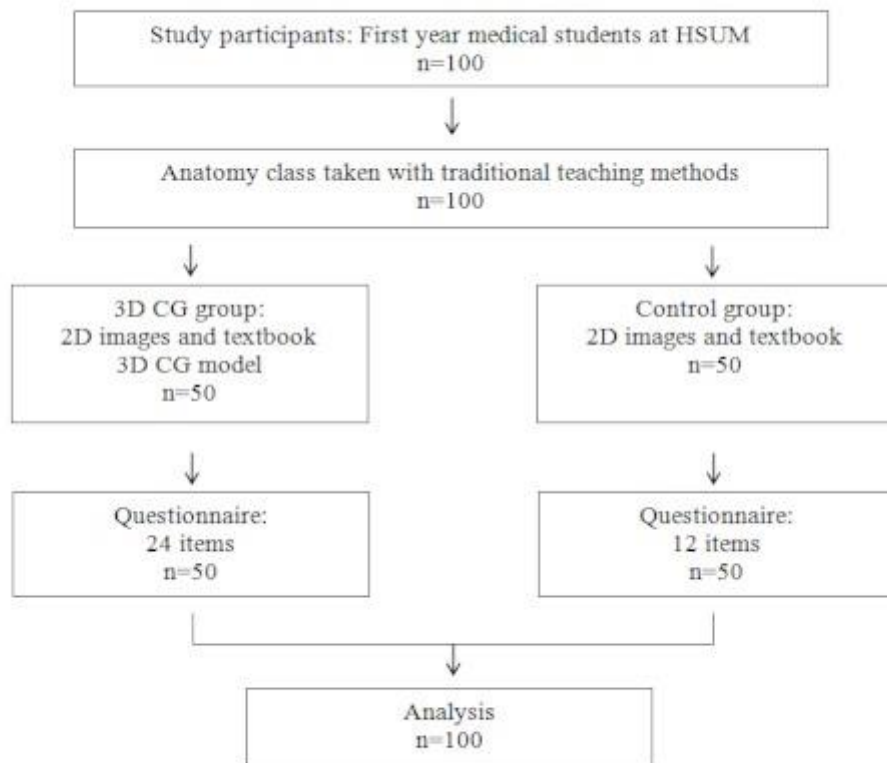 Study participants: First year medical students at HSUM
n=100
Anatomy class taken with traditional teaching methods
n=100
3D CG group:
2D images and textbook
3D CG model
n=50
Control group:
2D images and textbook
n=50
Questionnaire:
24 items
n=50
Questionnaire:
12 items
n=50
Analysis
n=100